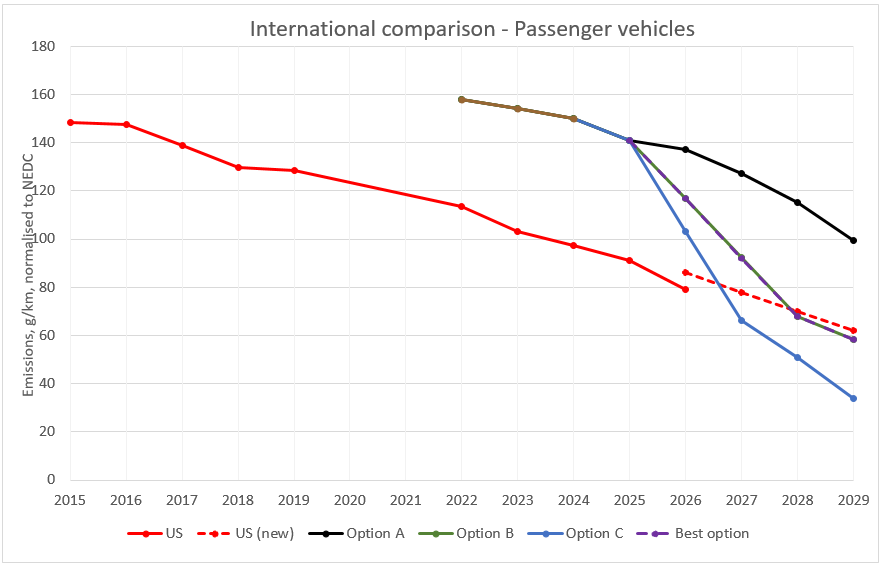 International comparison - Passenger vehicles
Emissions, g/km, normalised to NEDC
180
160
140
120
100
80
60
40
20
0
2015 2016 2017 2018 2019 2020 2021 2022 2023 2024 2025 2026 2027 2028 2029
US US (new) Option A Option B Option C Best option